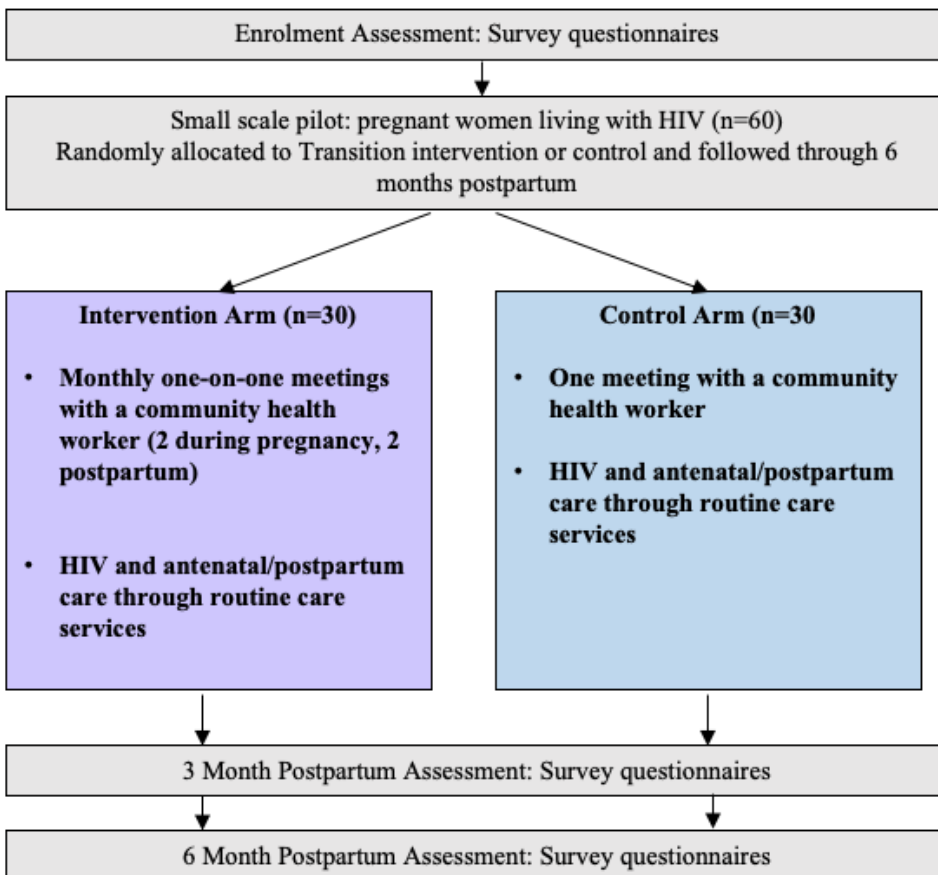 Enrolment Assessment: Survey questionnaires
Small scale pilot: pregnant women living with HIV (n=60)
Randomly allocated to Transition intervention or control and followed through 6
months postpartum
Intervention Arm (n=30)
• Monthly one-on-one meetings
with a community health
worker (2 during pregnancy, 2
postpartum)
• HIV and antenatal/postpartum
care through routine care
services
Control Arm (n=30
• One meeting with a community
health worker
• HIV and antenatal/postpartum
care through routine care
services
3 Month Postpartum Assessment: Survey questionnaires
6 Month Postpartum Assessment: Survey questionnaires